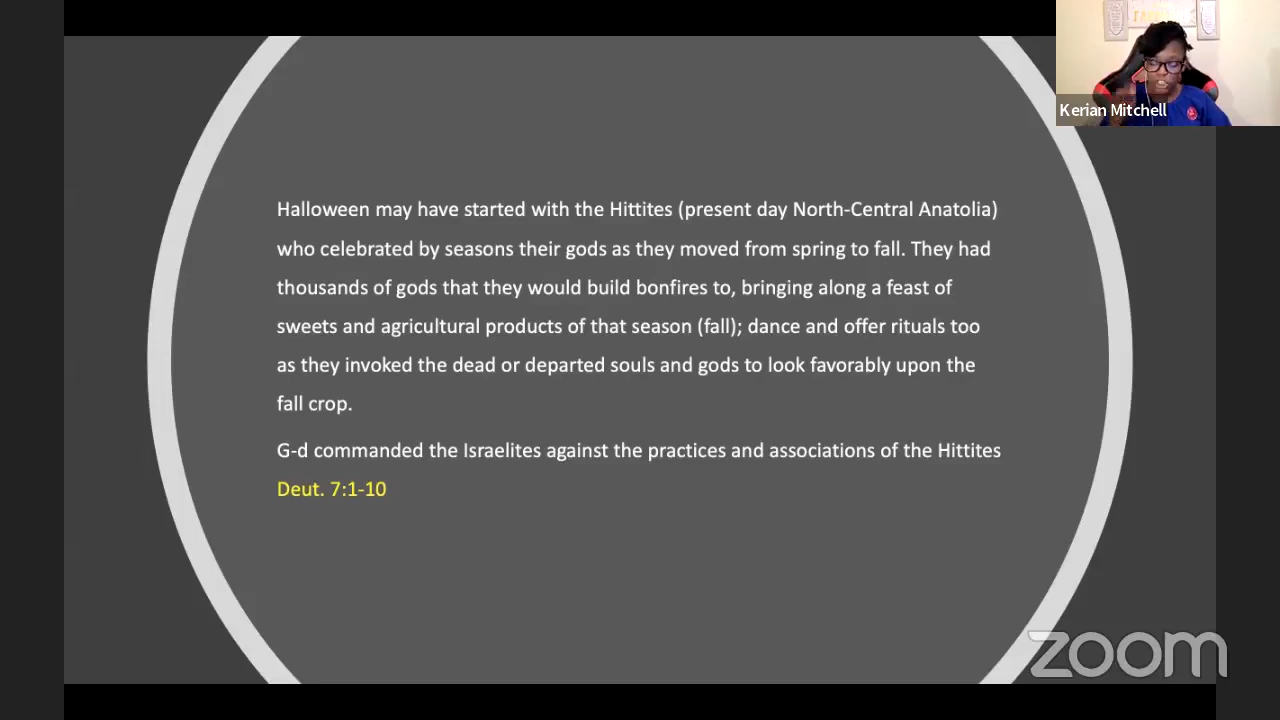 Kerian Mitchell
Halloween may have started with the Hittites (present day North-Central Anatolia)
who celebrated by seasons their gods as they moved from spring to fall. They had
thousands of gods that they would build bonfires to, bringing along a feast of
sweets and agricultural products of that season (fall); dance and offer rituals too
as they invoked the dead or departed souls and gods to look favorably upon the
fall crop.
G-d commanded the Israelites against the practices and associations of the Hittites
Deut. 7:1-10
zoom